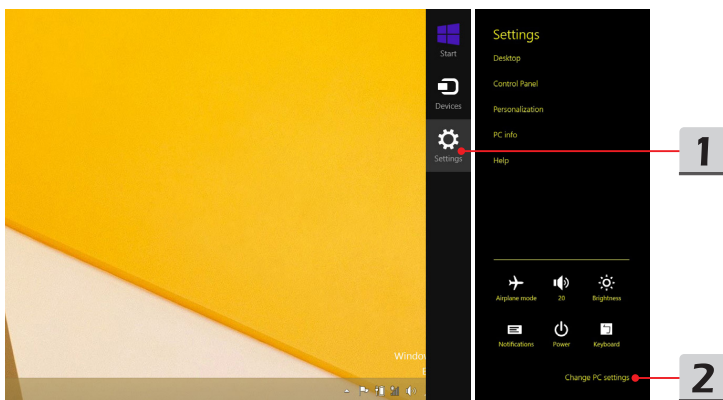 Start
Devices
Settings
Windo
Settings
Desktop
Control Panel
Personalization
PC info
Help
Airplane mode
20
Brightness
Notifications
Power
Keyboard
Change PC settings
1
2